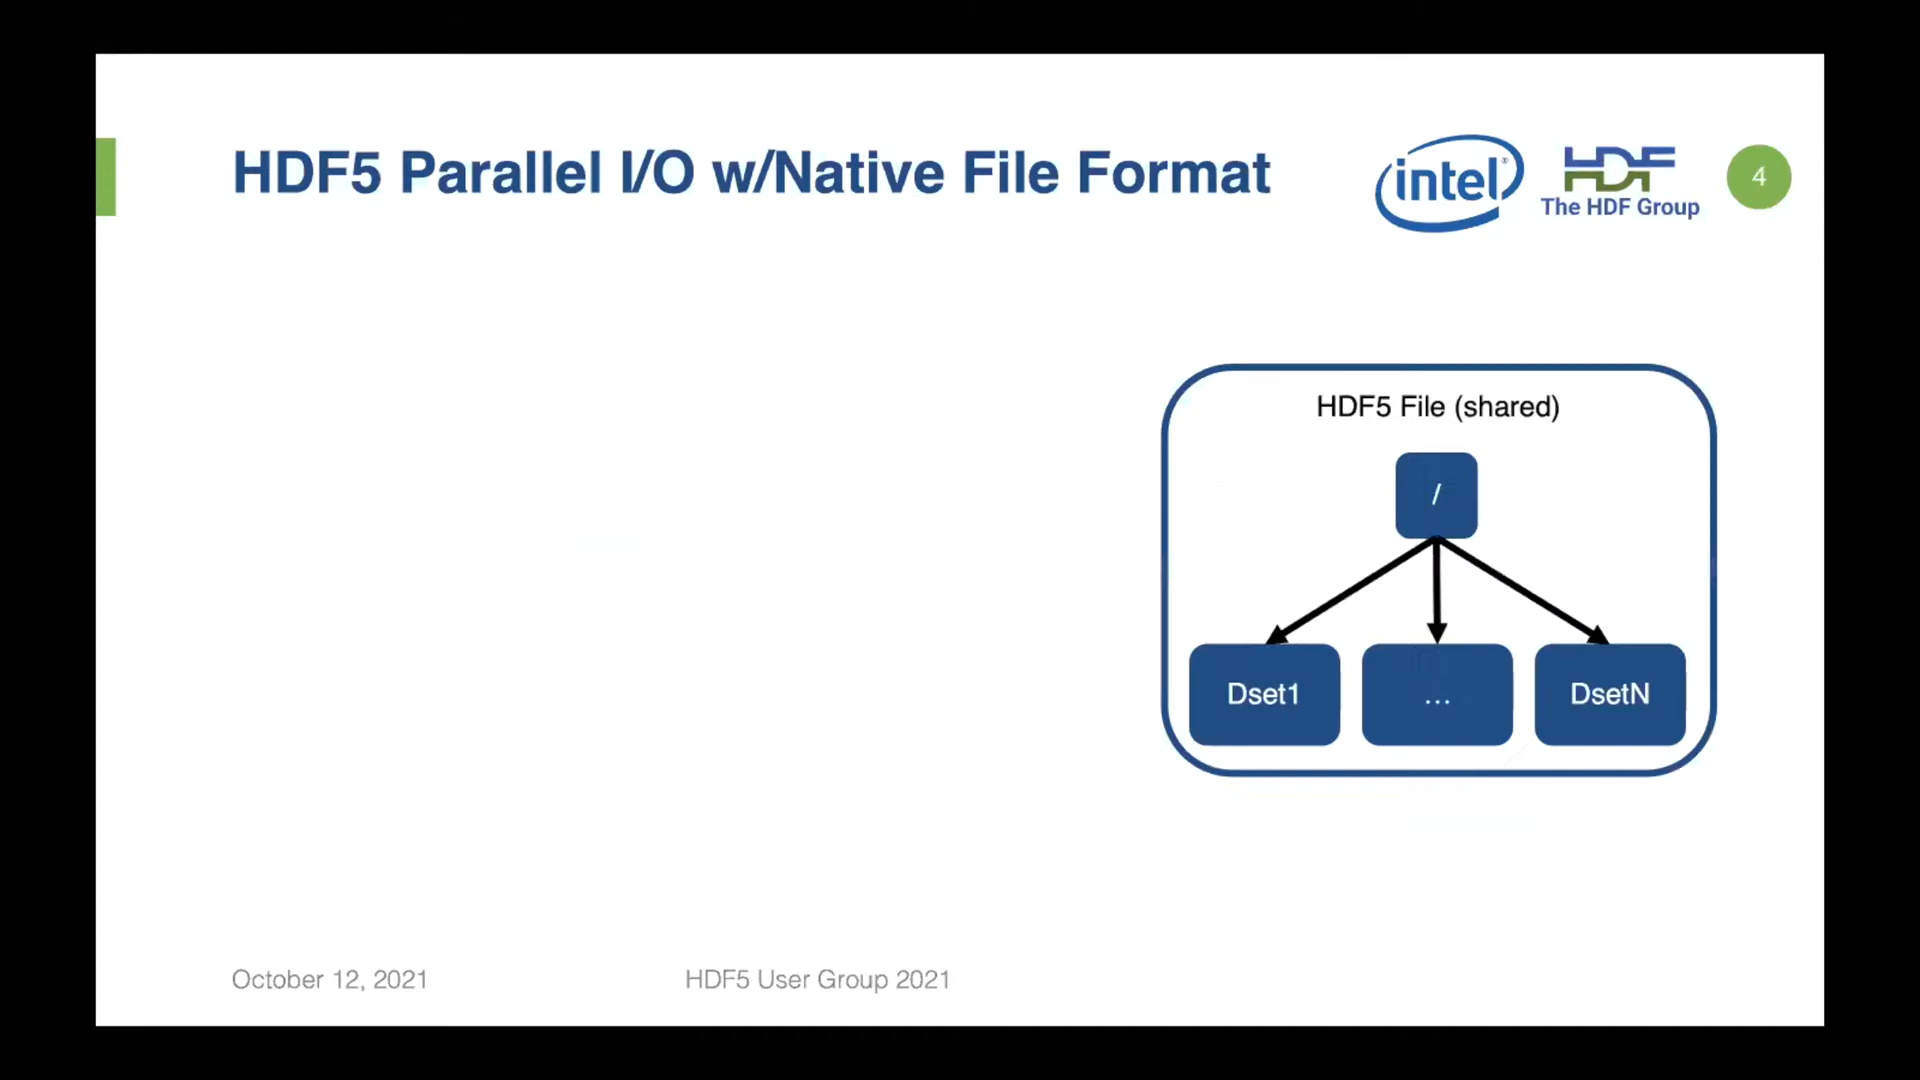 HDF5 Parallel I/O w/Native File Format
intel®
HDF
The HDF Group
4
HDF5 File (shared)
/
Dset1
...
DsetN
October 12, 2021
HDF5 User Group 2021